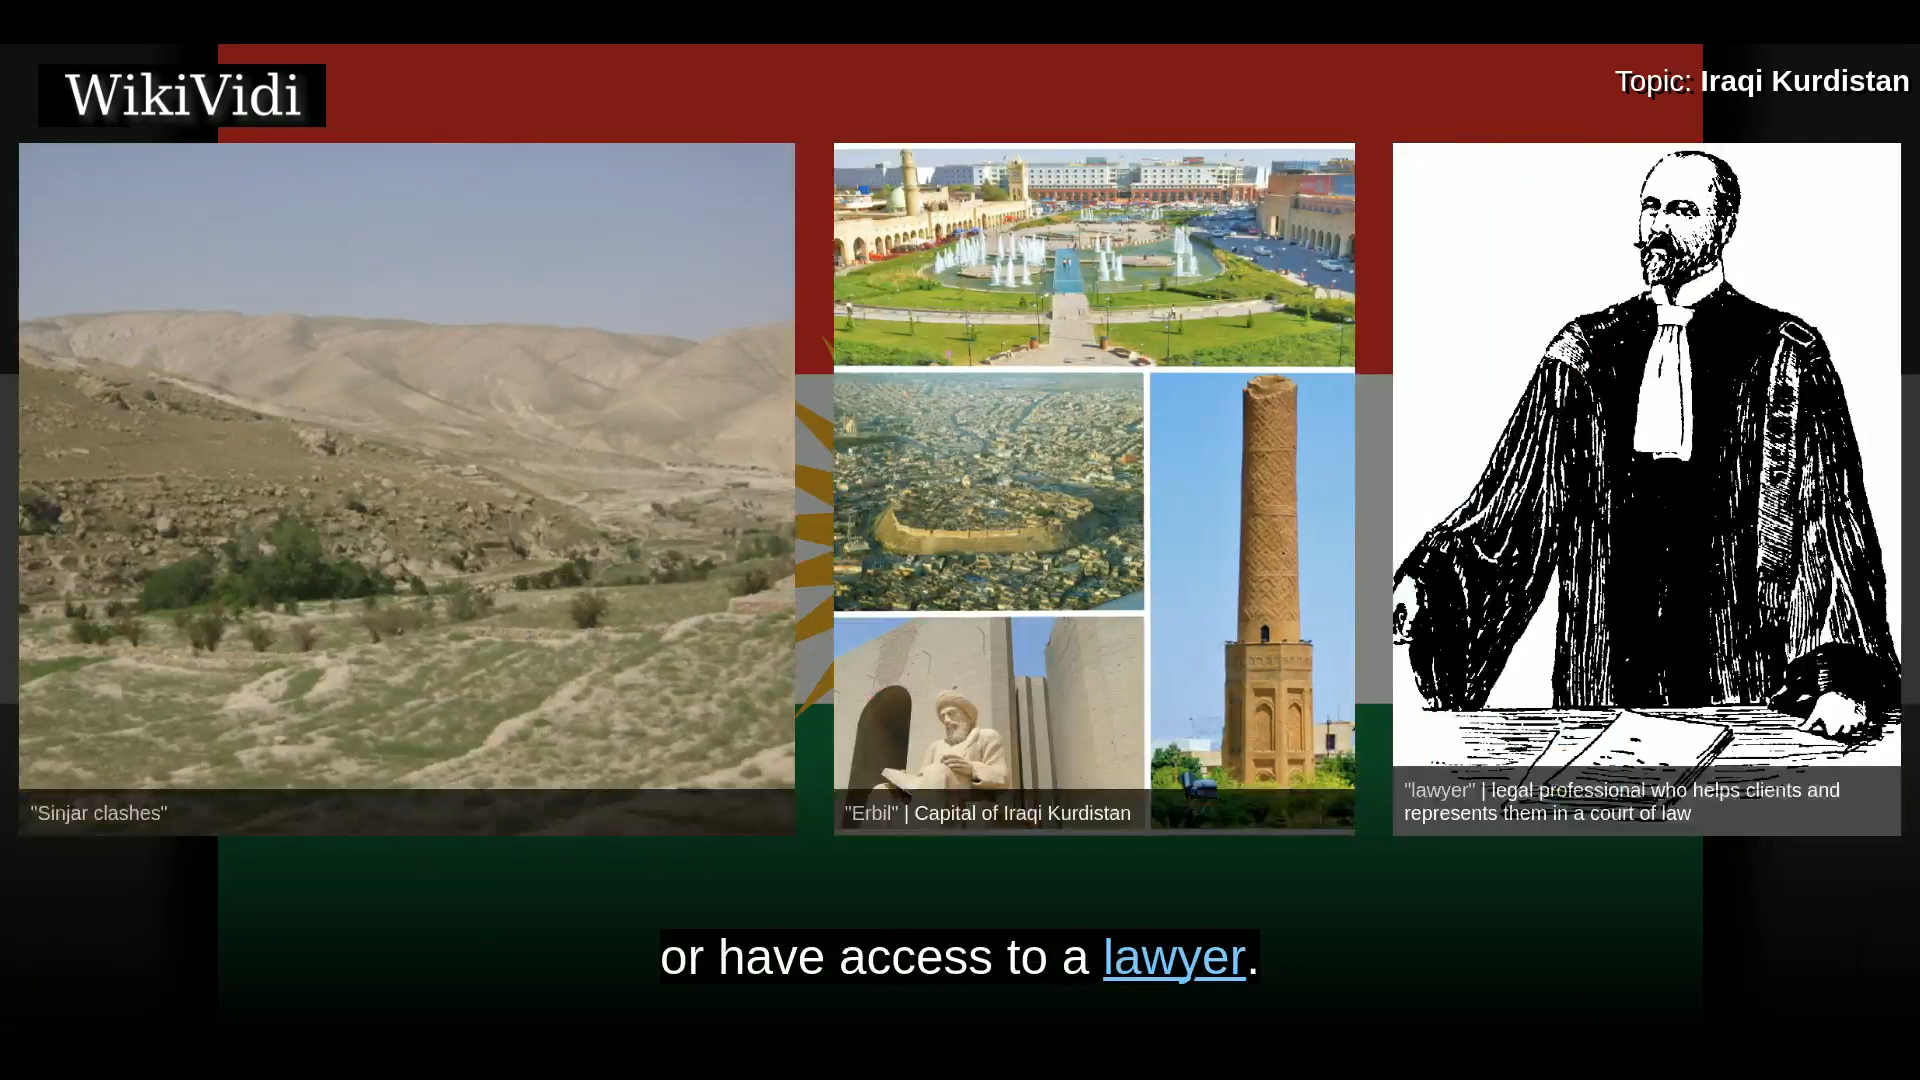 WikiVidi
Topic: Iraqi Kurdistan
"Sinjar clashes"
"Erbil" | Capital of Iraqi Kurdistan
"lawyer" | legal professional who helps clients and
represents them in a court of law
or have access to a lawyer.